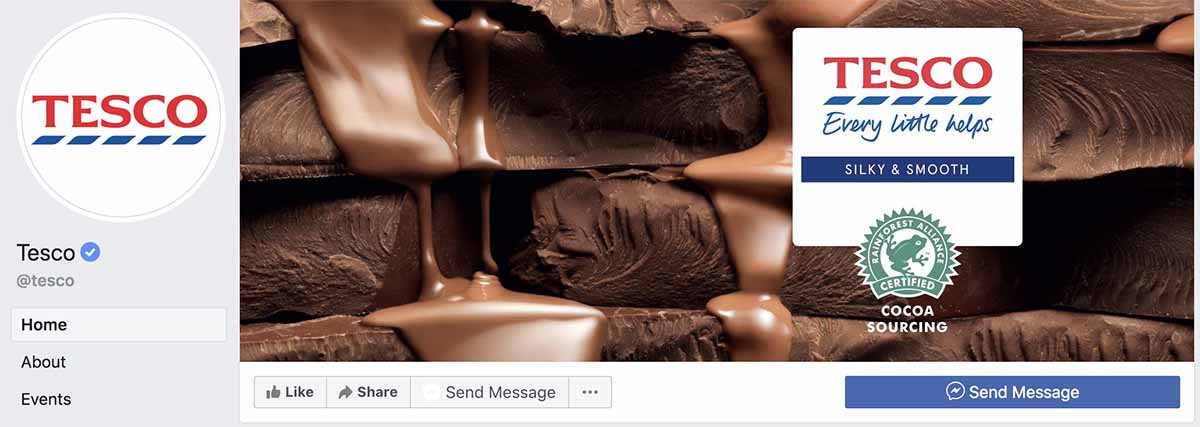 TESCO
Tesco
@tesco
Home
About
Events
TESCO
Every little helps
SILKY & SMOOTH
RAINFOREST ALLIANCE
CERTIFIED
COCOA
SOURCING
Like
Share
Send Message
Send Message